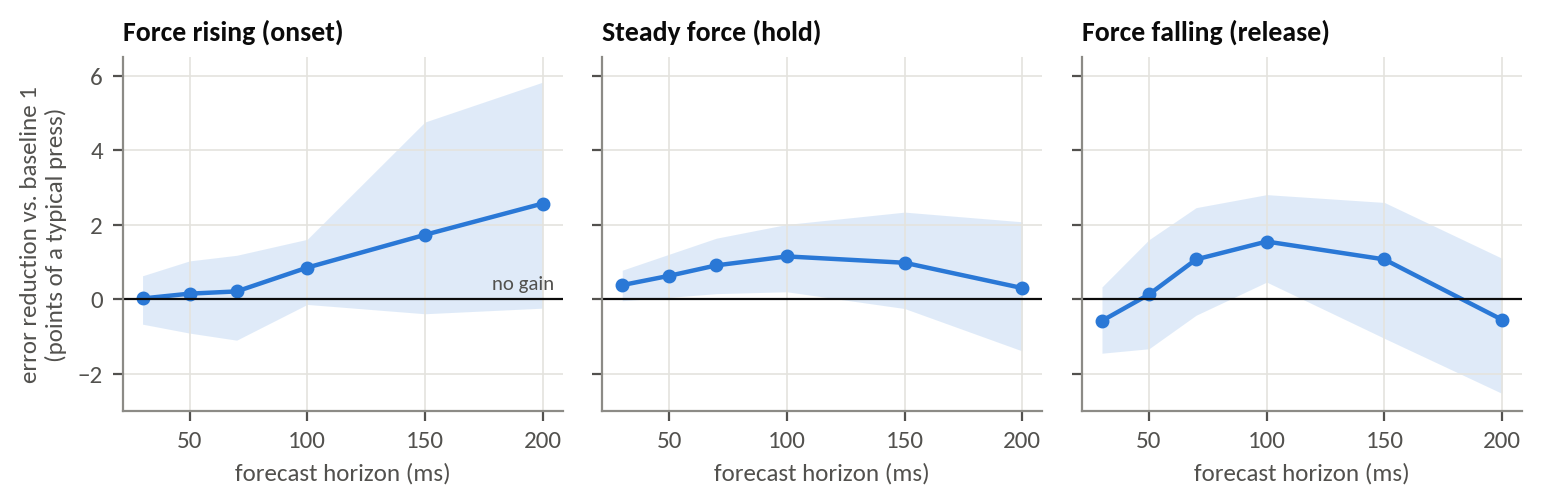 Force rising (onset)
Steady force (hold)
Force falling (release)
error reduction vs. baseline 1
(points of a typical press)
6
4
2
0
−2
no gain
50 100 150 200
50 100 150 200
50 100 150 200
forecast horizon (ms)
forecast horizon (ms)
forecast horizon (ms)